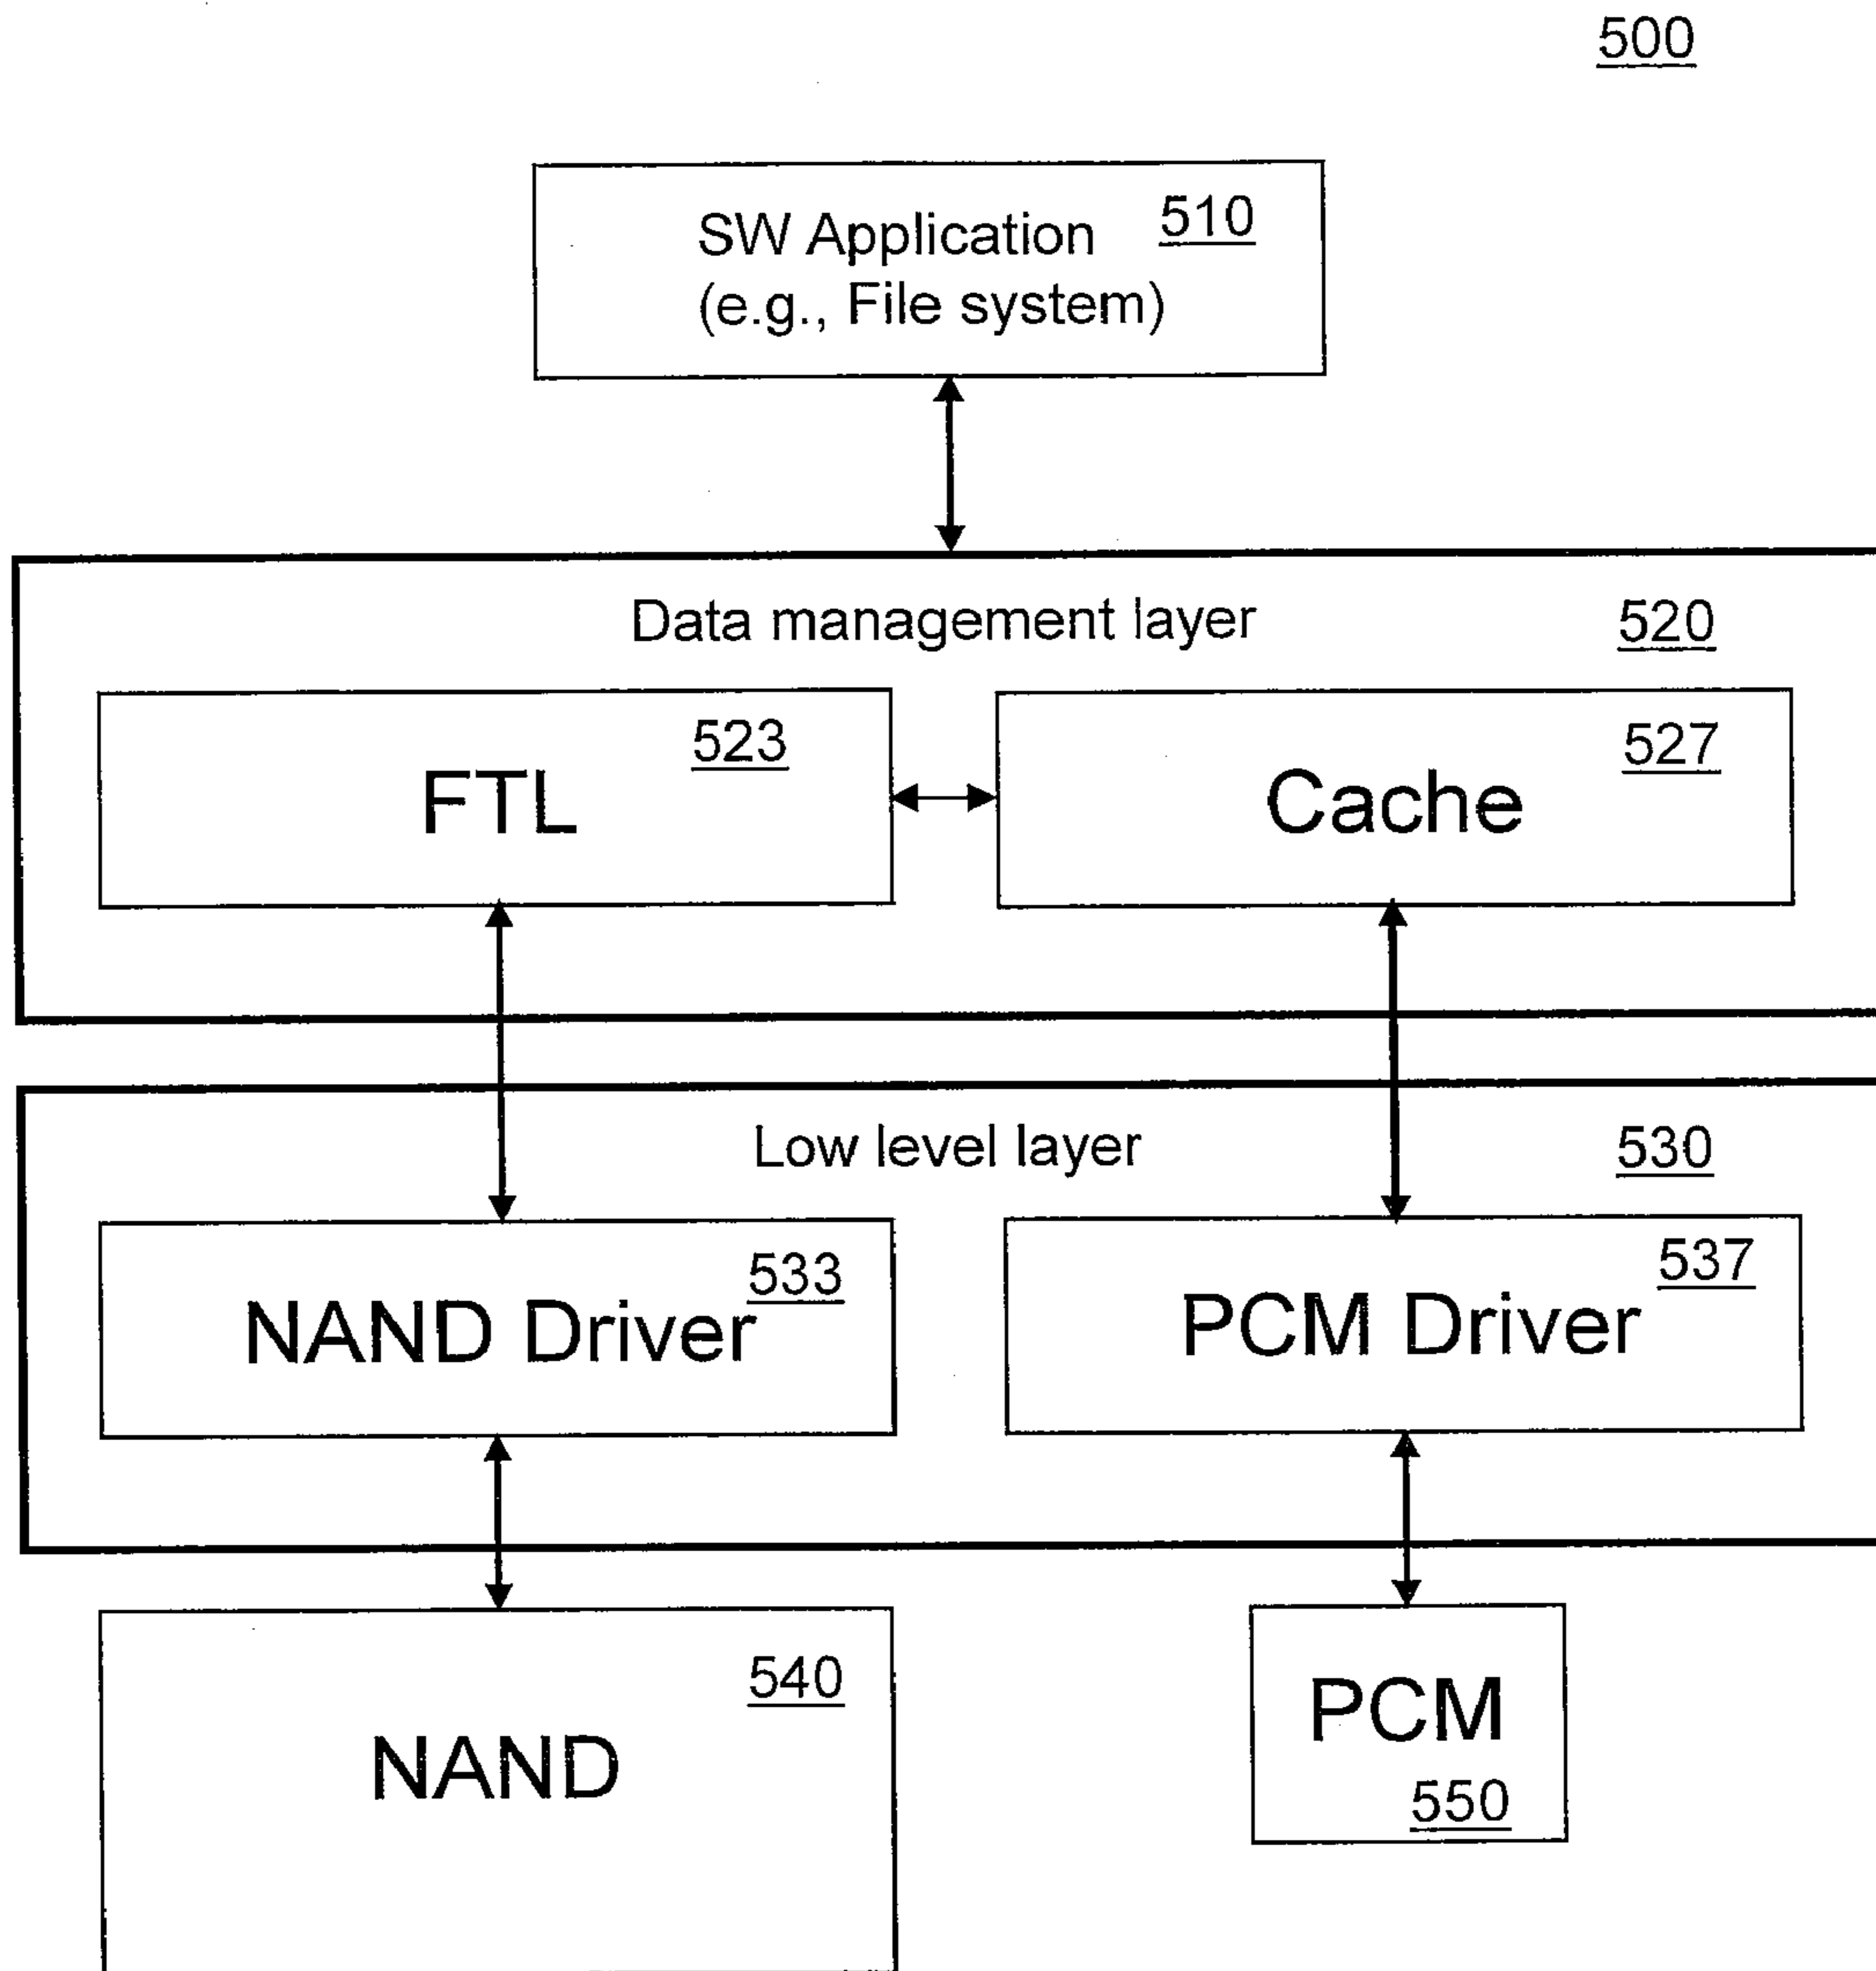 500
SW Application 510
(e.g., File system)
Data management layer 520
523
FTL
527
Cache
Low level layer 530
533
NAND Driver
537
PCM Driver
540
NAND
PCM
550